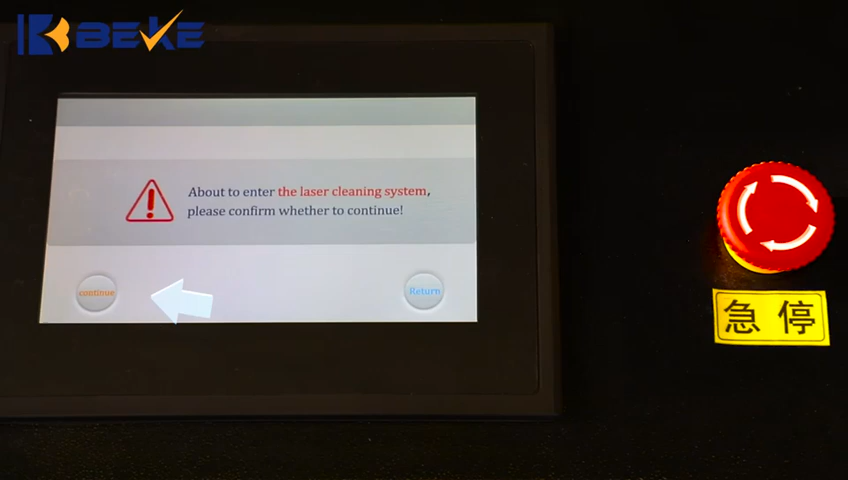 BEKE
About to enter the laser cleaning system,
please confirm whether to continue!
continue
Return
急停